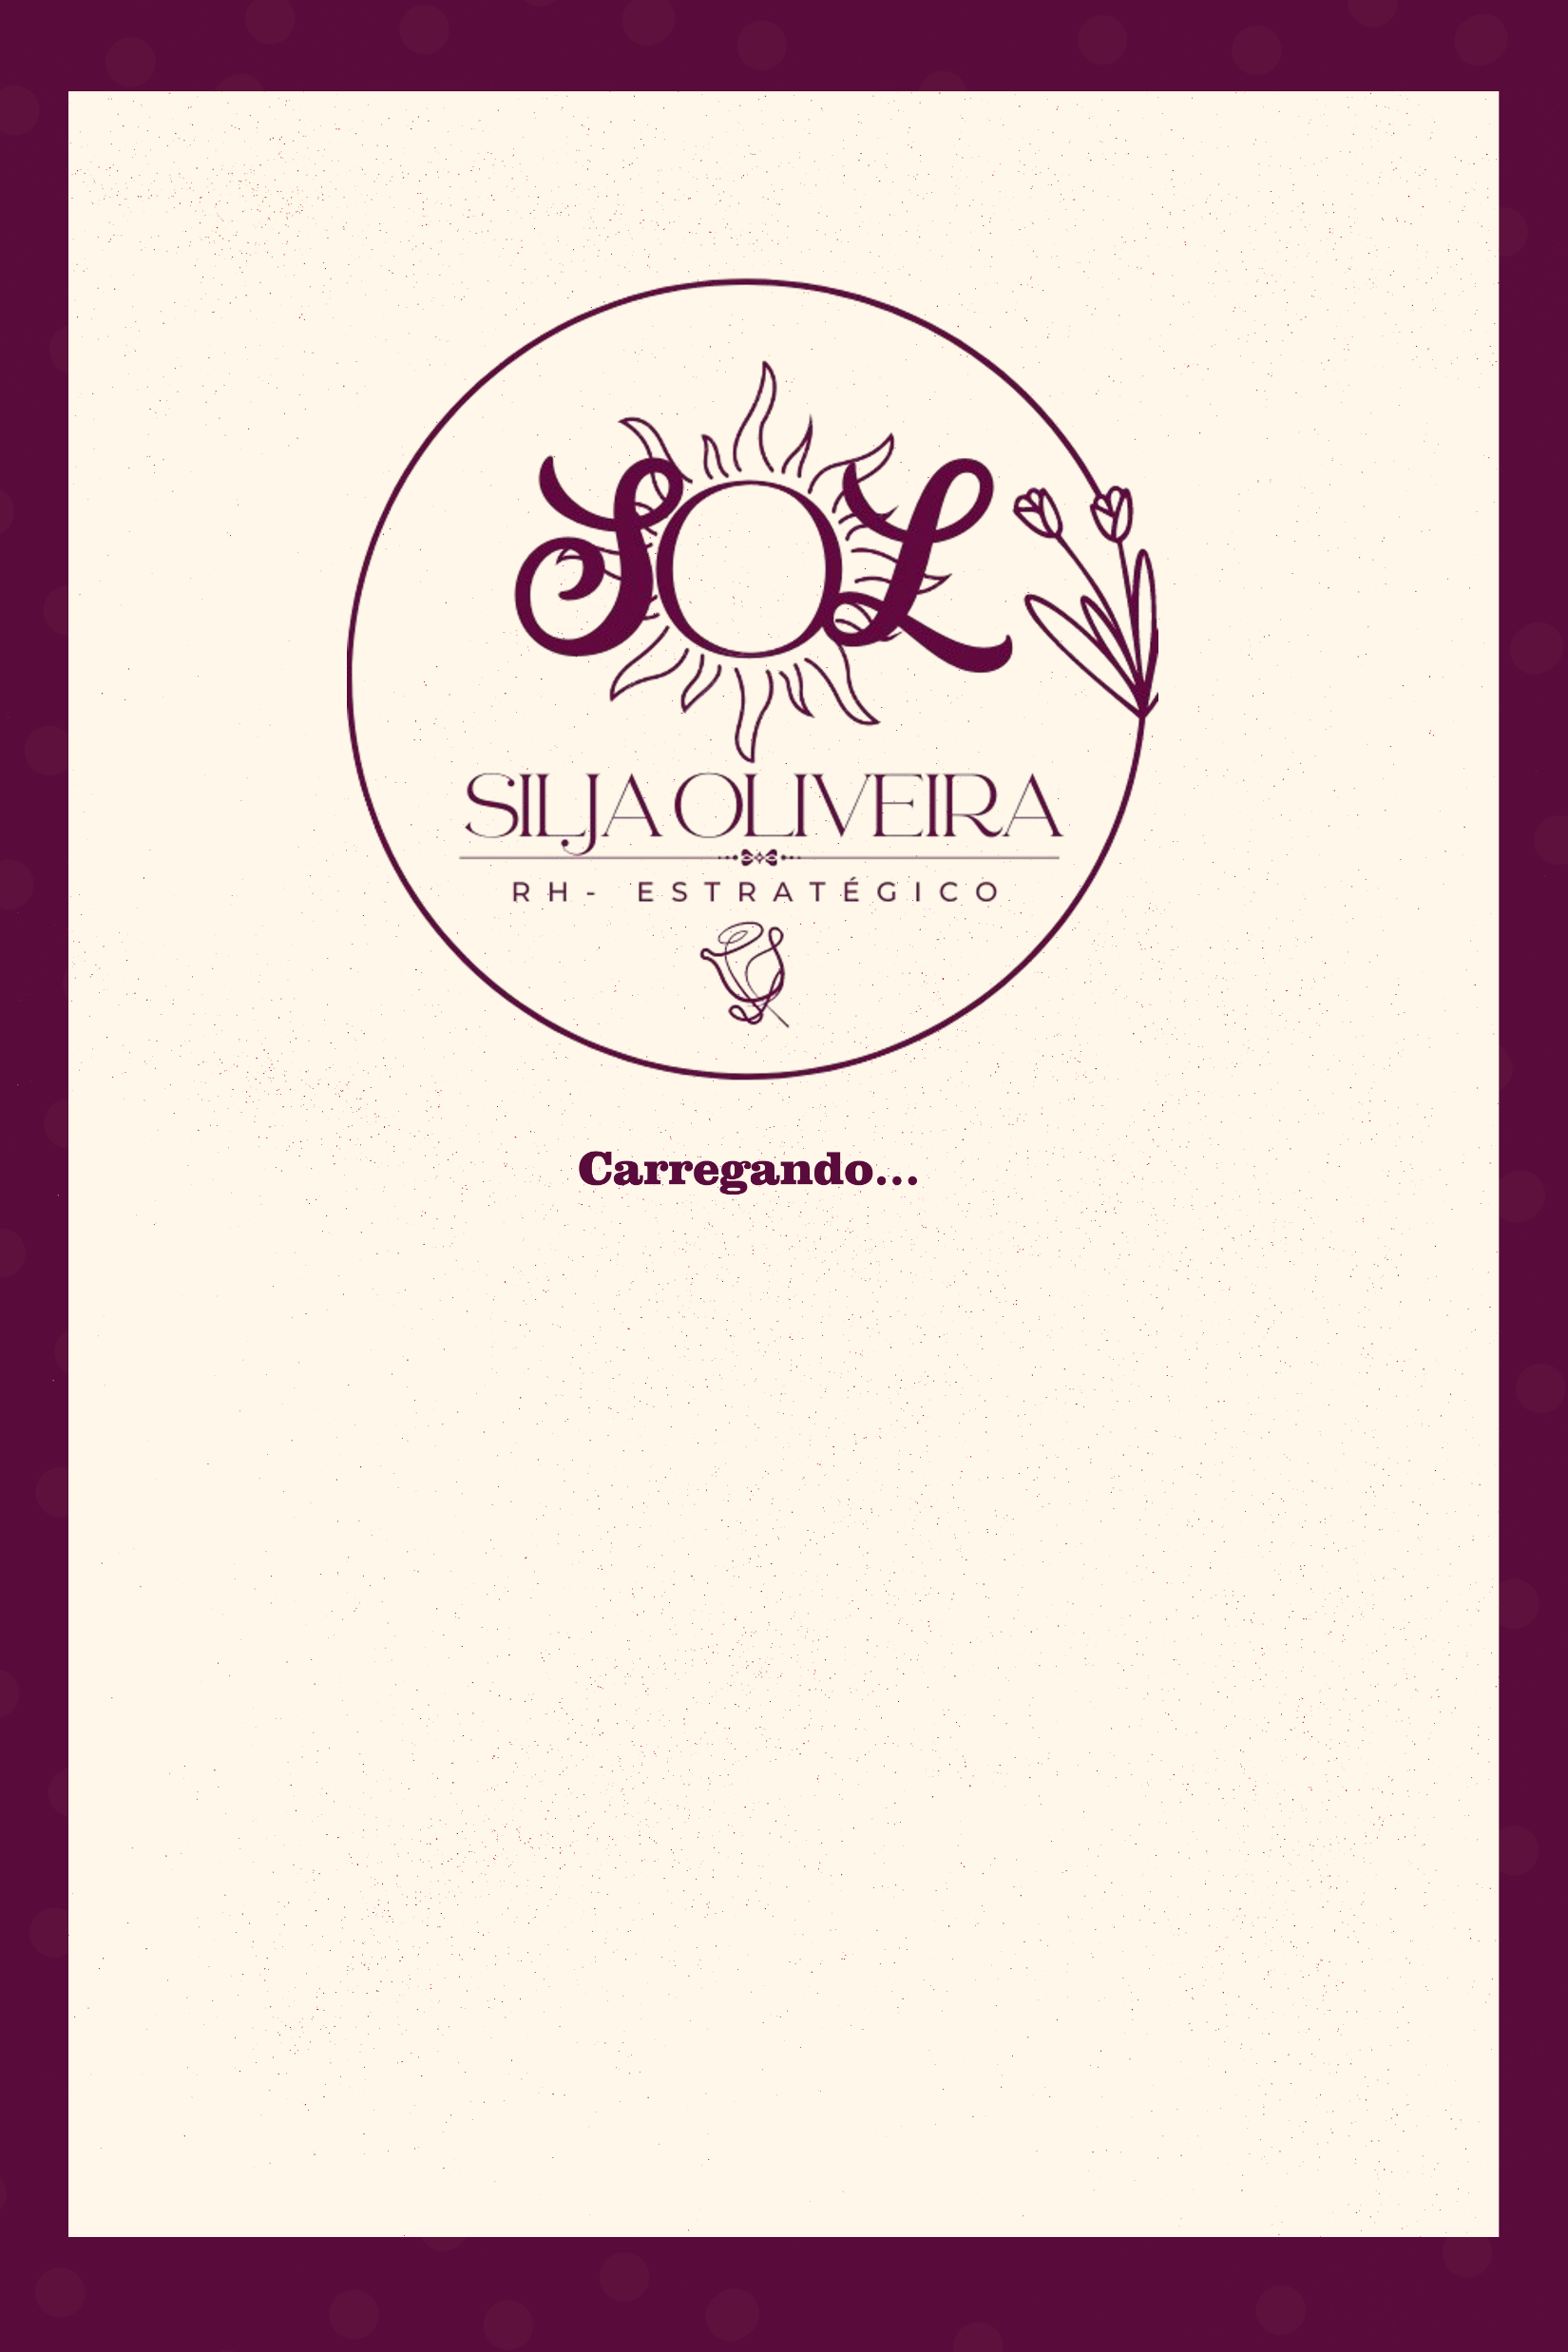 SOL
SILJA OLIVEIRA
RH- ESTRATÉGICO
Carregando...